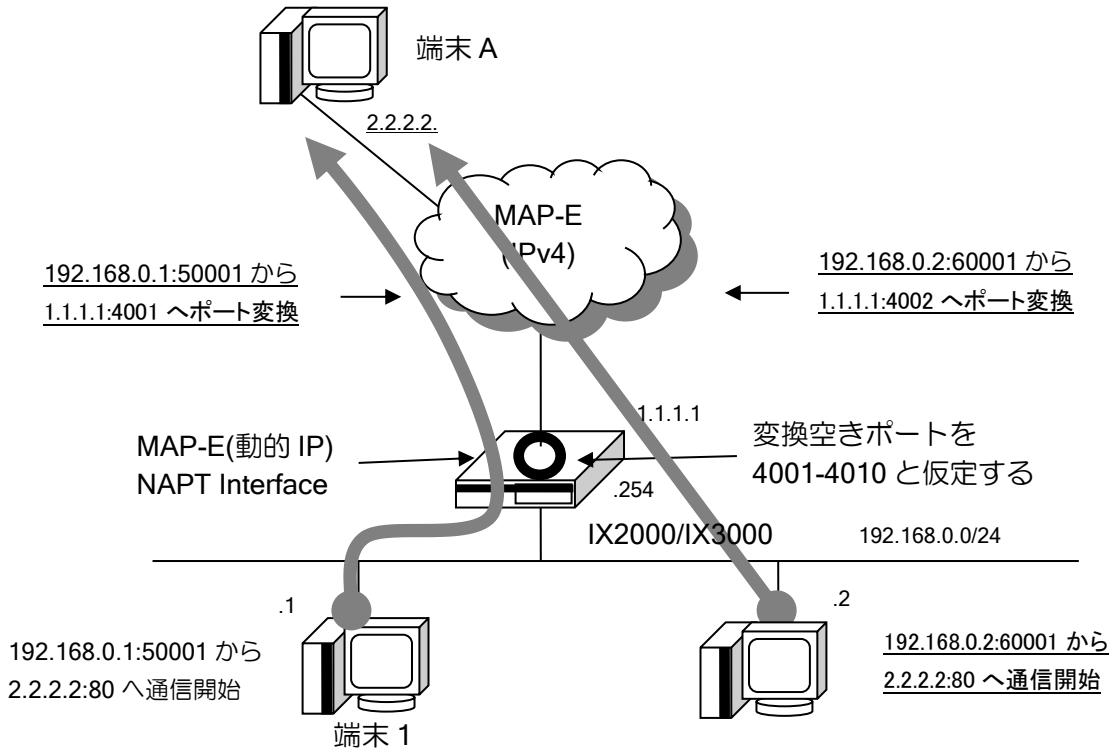 端末 A
2.2.2.2.
MAP-E
(IPv4)
192.168.0.1:50001 から
1.1.1.1:4001 へポート変換
192.168.0.2:60001 から
1.1.1.1:4002 へポート変換
1.1.1.1
MAP-E(動的 IP)
NAPT Interface
変換空きポートを
4001-4010 と仮定する
.254
IX2000/IX3000
192.168.0.0/24
.1
.2
192.168.0.1:50001 から
2.2.2.2:80 へ通信開始
192.168.0.2:60001 から
2.2.2.2:80 へ通信開始
端末 1